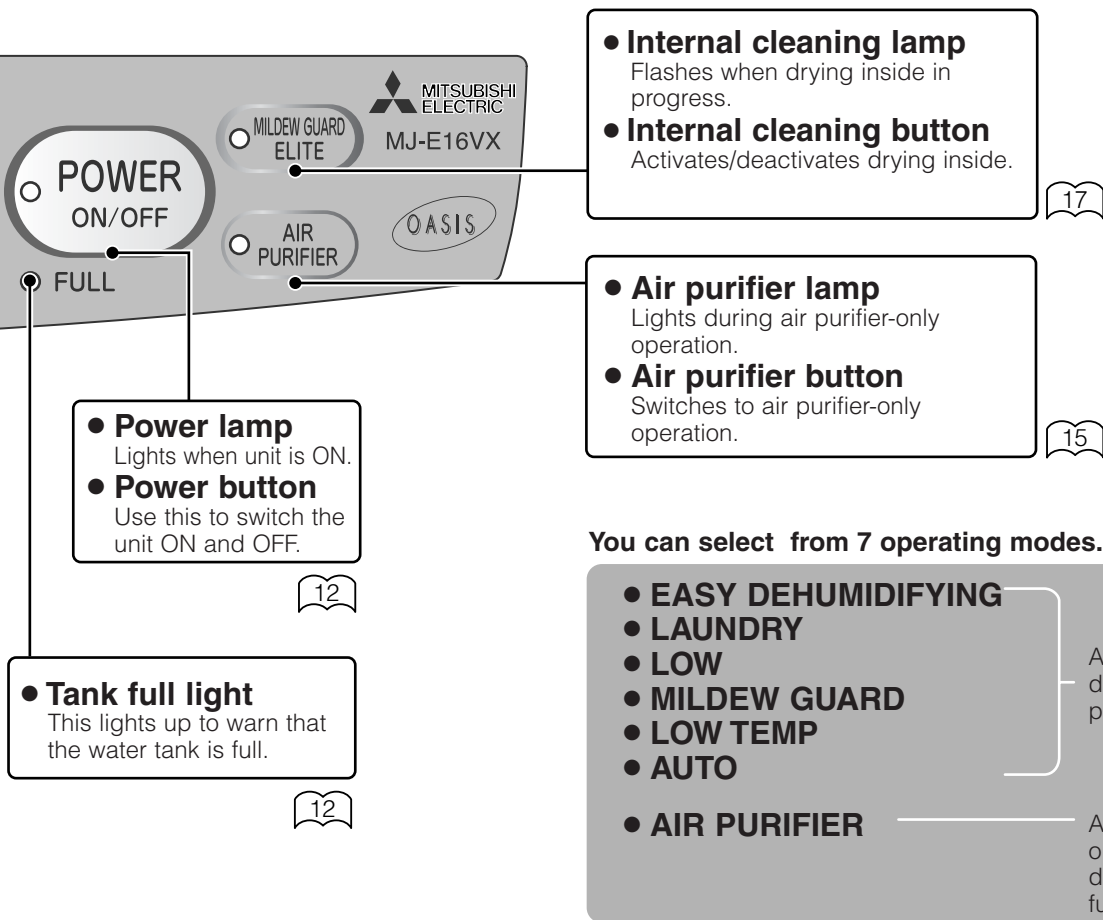 MITSUBISHI
ELECTRIC
MILDEW GUARD
ELITE
MJ-E16VX
POWER
ON/OFF
AIR
PURIFIER
OASIS
FULL
● Internal cleaning lamp
Flashes when drying inside in
progress.
● Internal cleaning button
Activates/deactivates drying inside.
17
● Air purifier lamp
Lights during air purifier-only
operation.
● Air purifier button
Switches to air purifier-only
operation.
15
● Power lamp
Lights when unit is ON.
● Power button
Use this to switch the
unit ON and OFF.
12
● Tank full light
This lights up to warn that
the water tank is full.
12
You can select from 7 operating modes.
● EASY DEHUMIDIFYING
● LAUNDRY
● LOW
● MILDEW GUARD
● LOW TEMP
● AUTO
● AIR PURIFIER